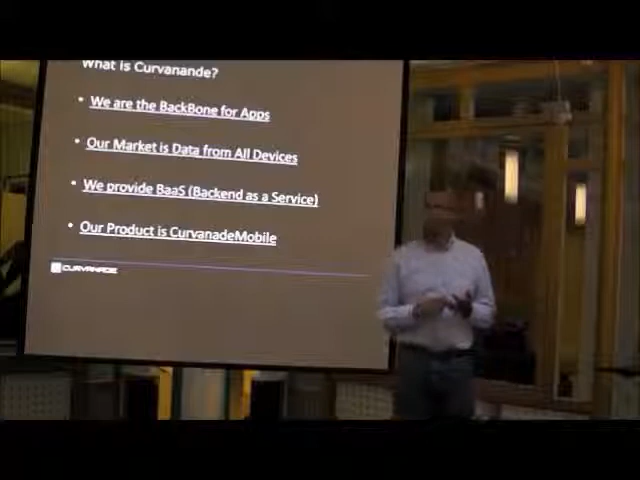 What is Curvanande?
• We are the BackBone for Apps
• Our Market is Data from All Devices
• We provide BaaS (Backend as a Service)
• Our Product is CurvanadeMobile
CURVANADE